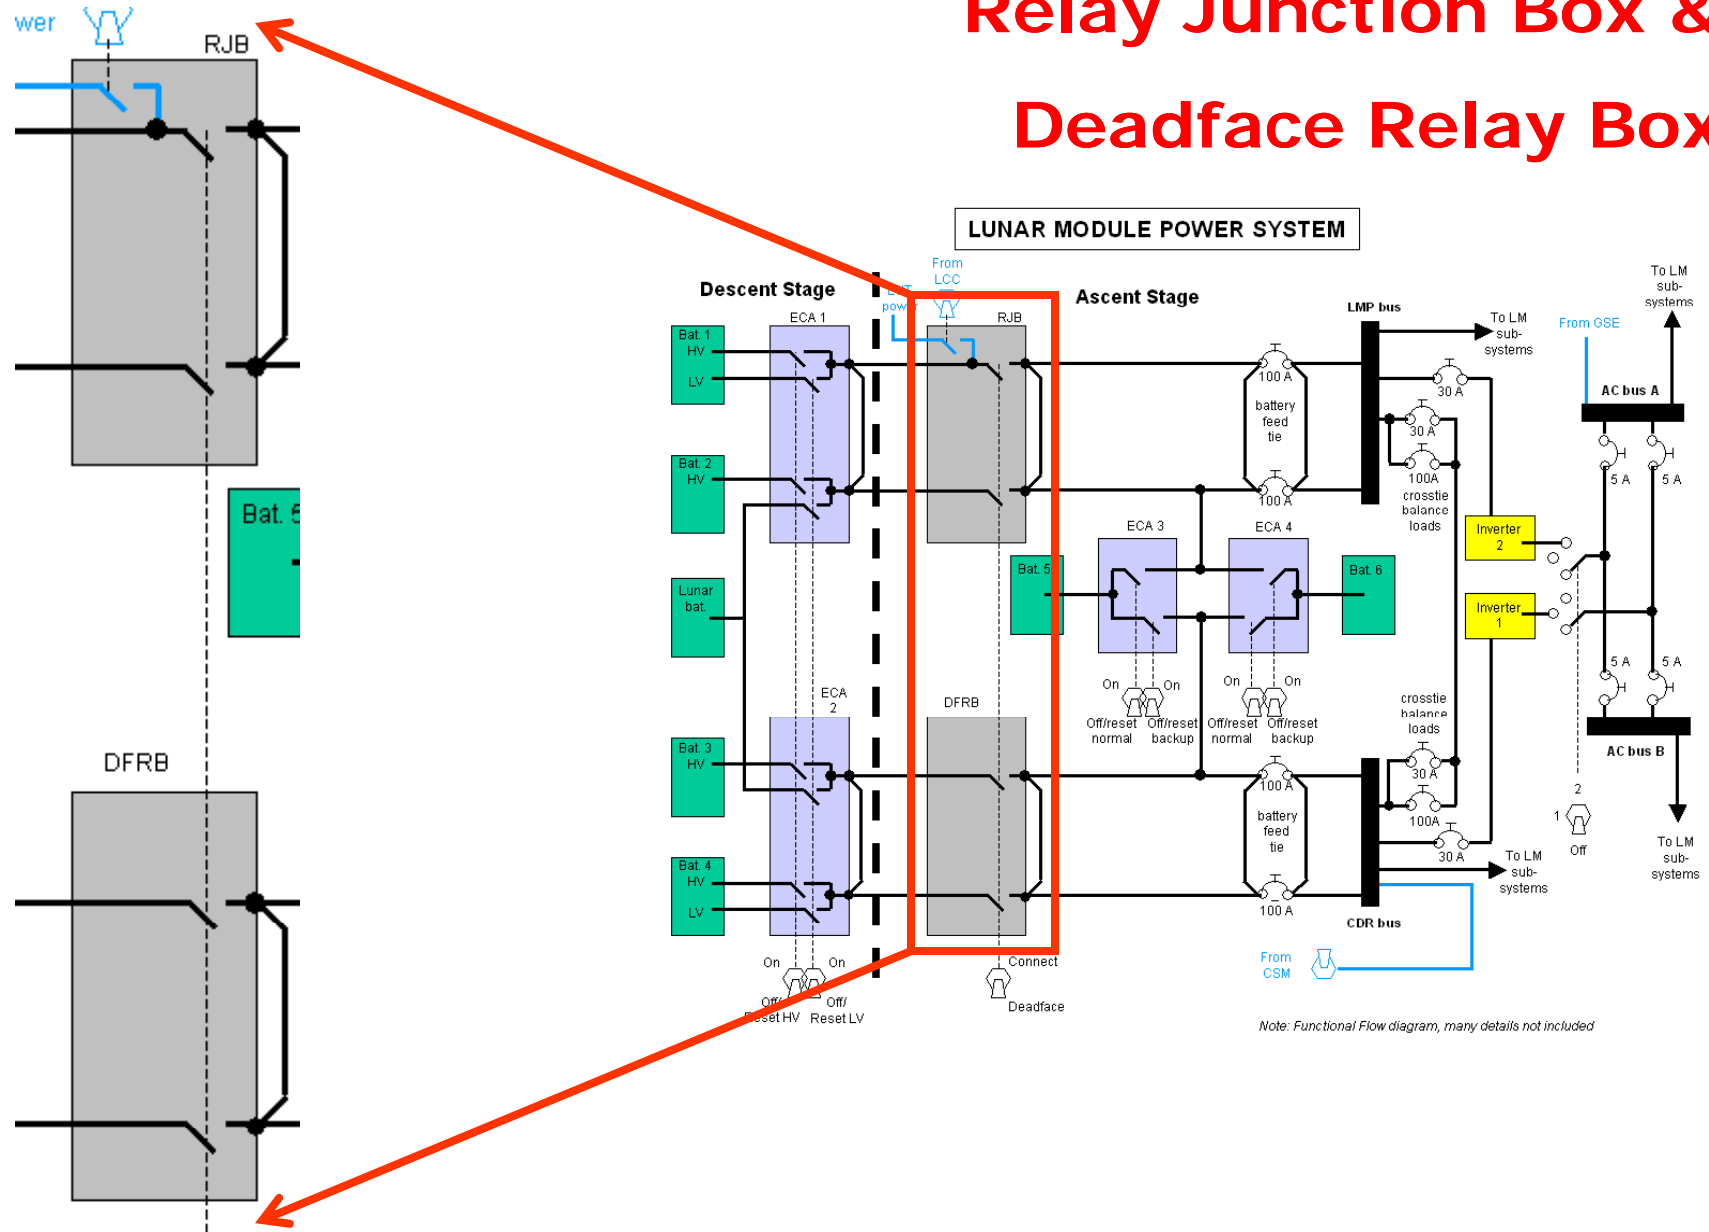 Relay Junction Box &
Deadface Relay Box
wer
RJB
Bat. 5
DFRB
LUNAR MODULE POWER SYSTEM
Descent Stage
Ascent Stage
From
LCC
power
ECA 1
RJB
LMP bus
To LM
sub-
systems
To LM
sub-
systems
From GSE
Bat. 1
HV
LV
100 A
30 A
AC bus A
battery
feed
tie
30 A
100A
Bat. 2
HV
100 A
5 A
5 A
crosstie
balance
loads
ECA 3
ECA 4
Inverter
2
Bat. 5
Bat. 6
Lunar
bat.
Inverter
1
On
On
On
On
Off/reset
normal
Off/reset
backup
Off/reset
normal
Off/reset
backup
ECA
2
DFRB
crosstie
balance
loads
5 A
5 A
AC bus B
Bat. 3
HV
100 A
30 A
100A
battery
feed
tie
2
1
Off
30 A
Bat. 4
HV
LV
100 A
To LM
sub-
systems
To LM
sub-
systems
CDR bus
On
On
Off/
Reset HV
Off/
Reset LV
Connect
Deadface
From
CSM
Note: Functional Flow diagram, many details not included